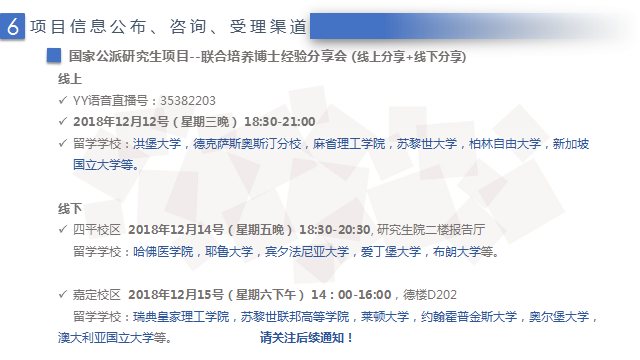 6 项目信息公布、咨询、受理渠道
国家公派研究生项目--联合培养博士经验分享会 (线上分享+线下分享)
线上
✓ YY语音直播号：35382203
✓ 2018年12月12号（星期三晚） 18:30-21:00
✓ 留学学校：洪堡大学，德克萨斯奥斯汀分校，麻省理工学院，苏黎世大学，柏林自由大学，新加坡
国立大学等。
线下
✓ 四平校区 2018年12月14号（星期五晚） 18:30-20:30, 研究生院二楼报告厅
留学学校：哈佛医学院，耶鲁大学，宾夕法尼亚大学，爱丁堡大学，布朗大学等。
✓ 嘉定校区 2018年12月15号（星期六下午） 14：00-16:00，德楼D202
留学学校：瑞典皇家理工学院，苏黎世联邦高等学院，莱顿大学，约翰霍普金斯大学，奥尔堡大学，
澳大利亚国立大学等。 请关注后续通知！